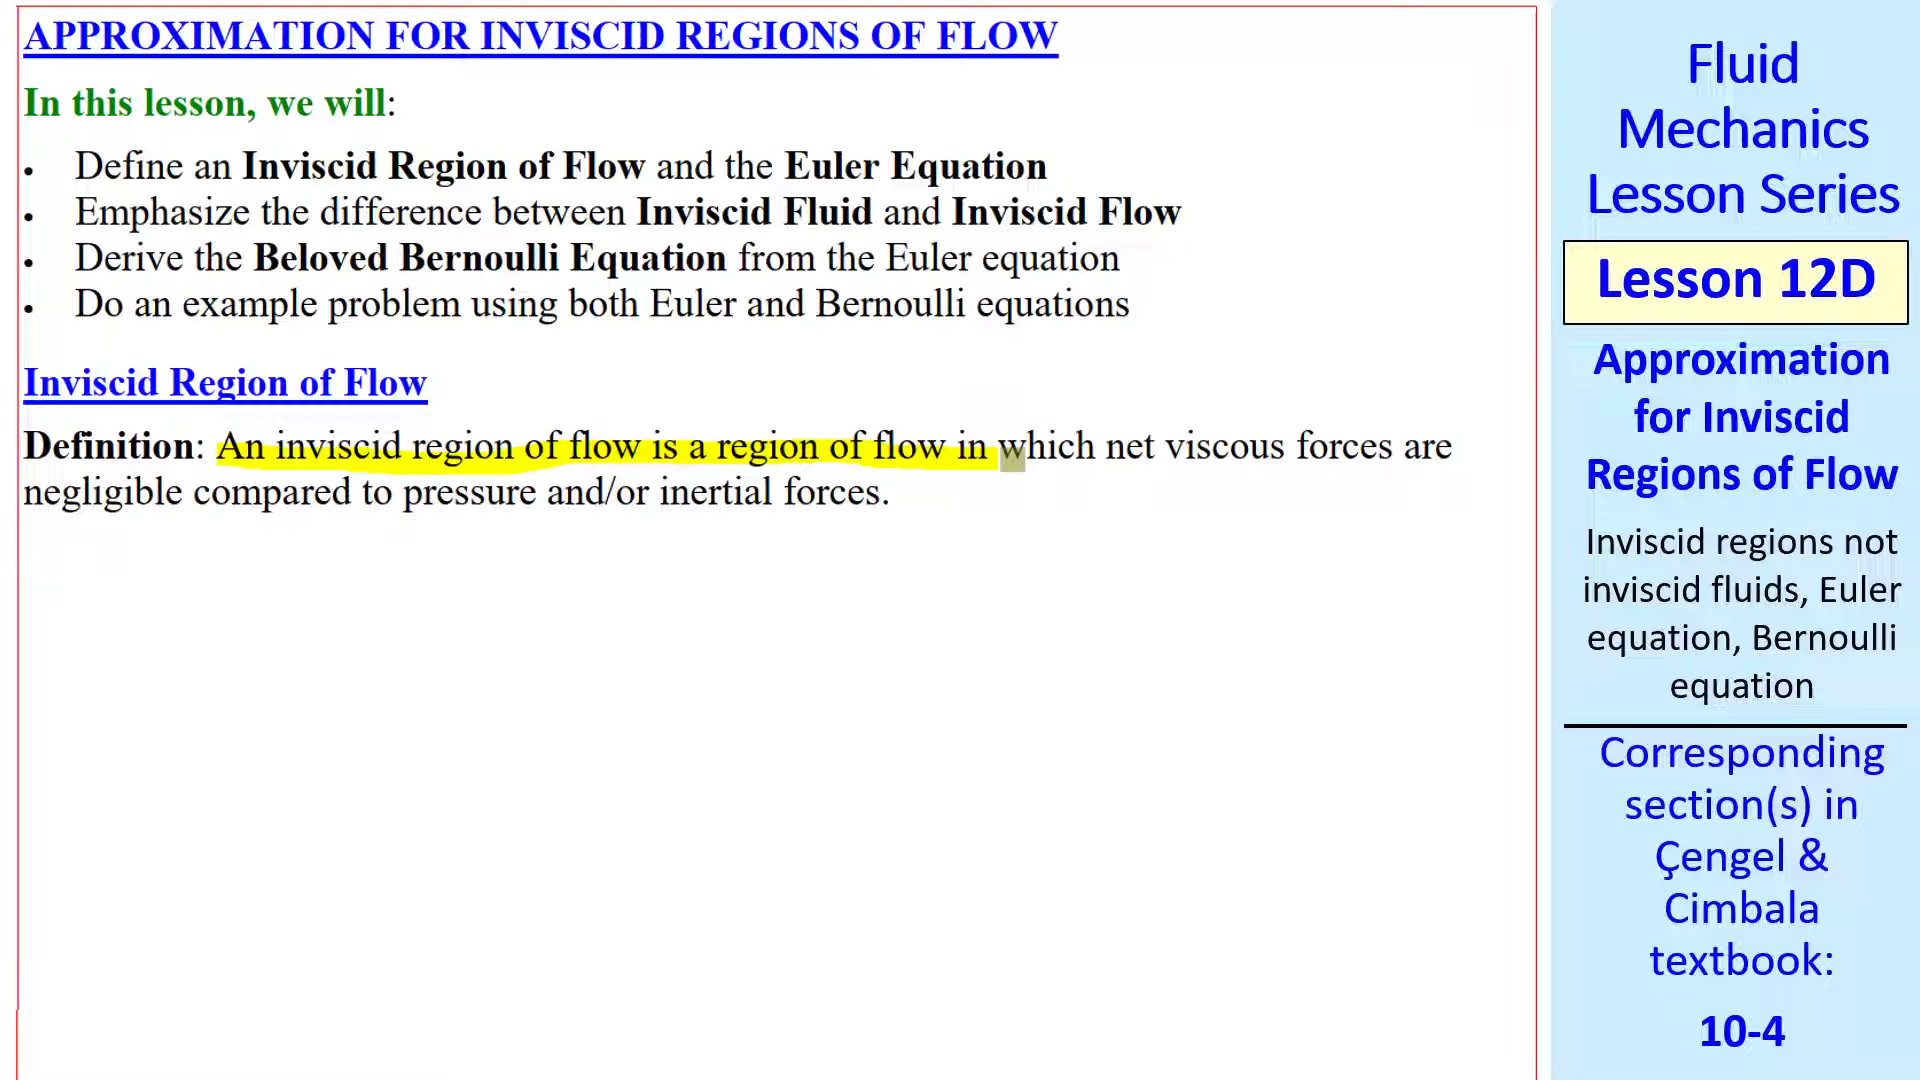 APPROXIMATION FOR INVISCID REGIONS OF FLOW
In this lesson, we will:
• Define an Inviscid Region of Flow and the Euler Equation
• Emphasize the difference between Inviscid Fluid and Inviscid Flow
• Derive the Beloved Bernoulli Equation from the Euler equation
• Do an example problem using both Euler and Bernoulli equations
Inviscid Region of Flow
Definition: An inviscid region of flow is a region of flow in which net viscous forces are
negligible compared to pressure and/or inertial forces.
Fluid
Mechanics
Lesson Series
Lesson 12D
Approximation
for Inviscid
Regions of Flow
Inviscid regions not
inviscid fluids, Euler
equation, Bernoulli
equation
Corresponding
section(s) in
Çengel &
Cimbala
textbook:
10-4